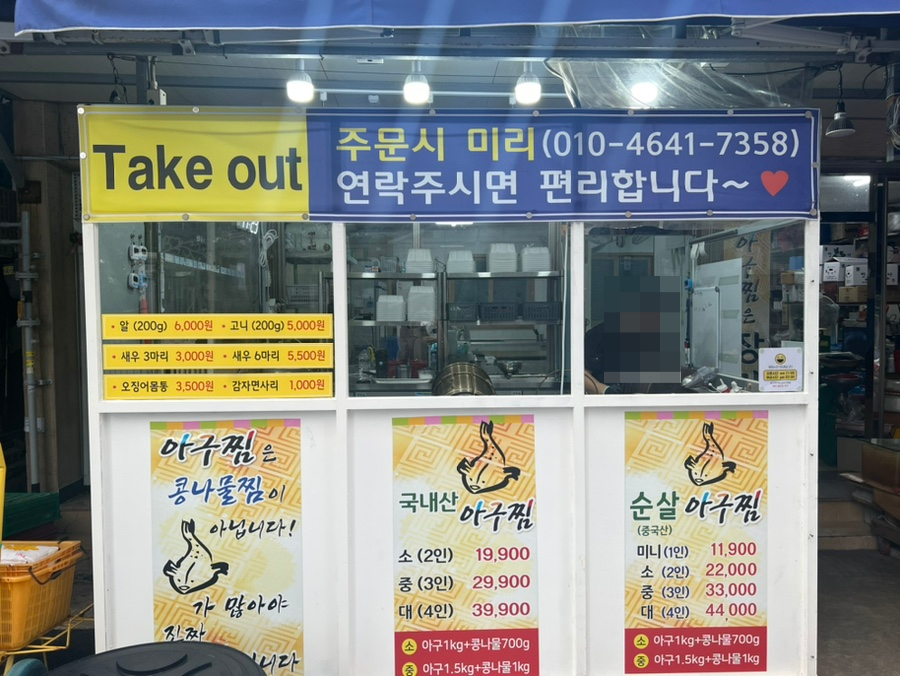 Take out
주문시 미리(010-4641-7358)
연락주시면 편리합니다~ ♥
• 알 (200g) 6,000원 • 고니 (200g) 5,000원
• 새우 3마리 3,000원 • 새우 6마리 5,500원
• 오징어몸통 3,500원 • 감자면사리 1,000원
아구찜은
콩나물찜이
아닙니다!
가 많아야
진짜
니다
국내산
아구찜
소 (2인) 19,900
중 (3인) 29,900
대 (4인) 39,900
소 아구1kg+콩나물700g
중 아구1.5kg+콩나물1kg
순살 아구찜
(중국산)
미니(1인) 11,900
소 (2인) 22,000
중 (3인) 33,000
대 (4인) 44,000
소 아구1kg+콩나물700g
중 아구1.5kg+콩나물1kg
아구찜은